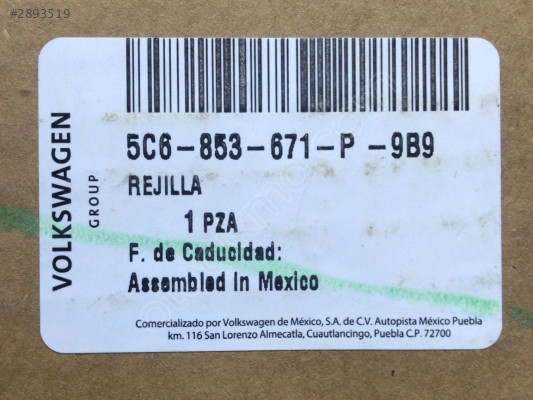 #2893519
VOLKSWAGEN
GROUP
5C6-853-671-P -9B9
REJILLA
1 PZA
F. de Caducidad:
Assembled in Mexico
Comercializado por Volkswagen de México, S.A. de C.V. Autopista México Puebla
km. 116 San Lorenzo Almecatla, Cuautlancingo, Puebla C.P. 72700